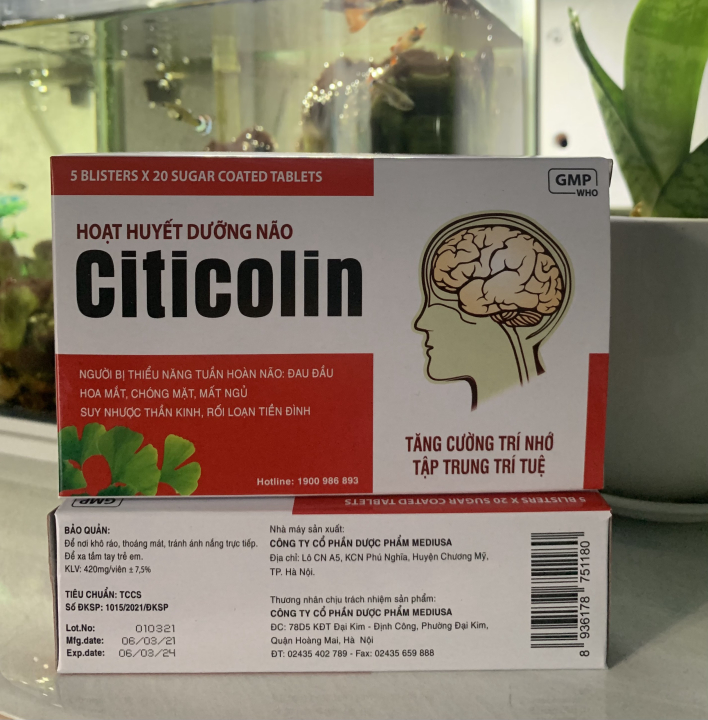 5 BLISTERS X 20 SUGAR COATED TABLETS
GMP
WHO
HOẠT HUYẾT DƯỠNG NÃO
Citicolin
NGƯỜI BỊ THIỂU NĂNG TUẦN HOÀN NÃO: ĐAU ĐẦU
HOA MẮT, CHÓNG MẶT, MẤT NGỦ
SUY NHƯỢC THẦN KINH, RỐI LOẠN TIỀN ĐÌNH
Hotline: 1900 986 893
TĂNG CƯỜNG TRÍ NHỚ
TẬP TRUNG TRÍ TUỆ
GMP
5 BLISTERS X 20 SUGAR COATED TABLETS
BẢO QUẢN:
Để nơi khô ráo, thoáng mát, tránh ánh nắng trực tiếp.
Để xa tầm tay trẻ em.
KLV: 420mg/viên ± 7,5%
TIÊU CHUẨN: TCCS
Số ĐKSP: 1015/2021/ĐKSP
Lot.No: 010321
Mfg.date: 06/03/21
Exp.date: 06/03/24
Nhà máy sản xuất:
CÔNG TY CỔ PHẦN DƯỢC PHẨM MEDIUSA
Địa chỉ: Lô CN A5, KCN Phú Nghĩa, Huyện Chương Mỹ,
TP. Hà Nội.
Thương nhân chịu trách nhiệm sản phẩm:
CÔNG TY CỔ PHẦN DƯỢC PHẨM MEDIUSA
ĐC: 78D5 KĐT Đại Kim - Định Công, Phường Đại Kim,
Quận Hoàng Mai, Hà Nội
ĐT: 02435 402 789 - Fax: 02435 659 888
8 936178 751180